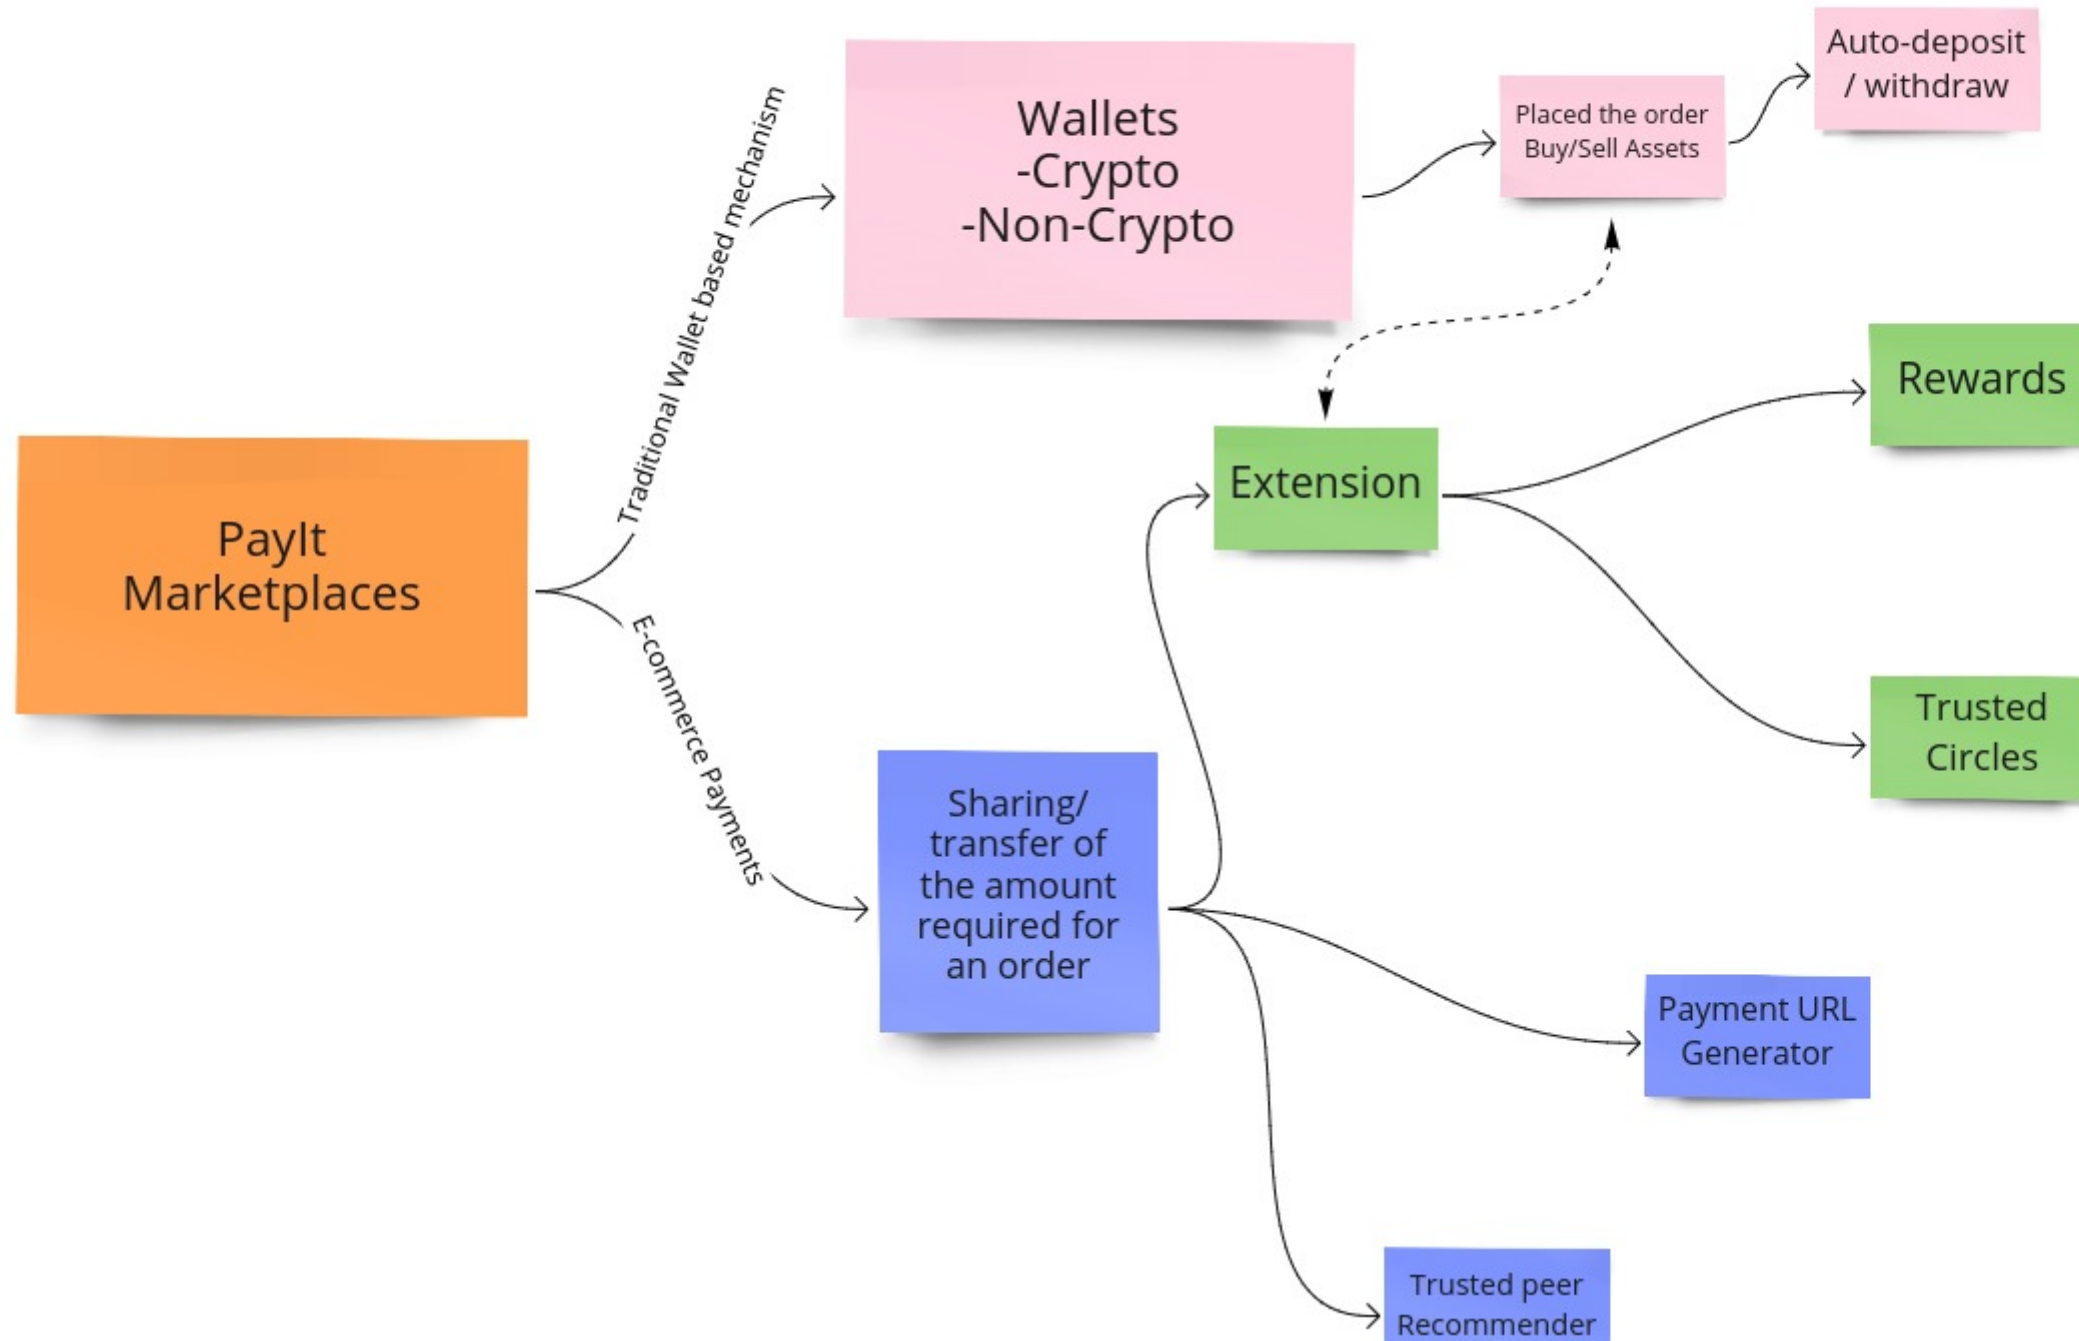 Auto-deposit
/ withdraw
Placed the order
Buy/Sell Assets
Wallets
-Crypto
-Non-Crypto
Traditional Wallet based mechanism
Rewards
Extension
PayIt
Marketplaces
E-commerce Payments
Trusted
Circles
Sharing/
transfer of
the amount
required for
an order
Payment URL
Generator
Trusted peer
Recommender